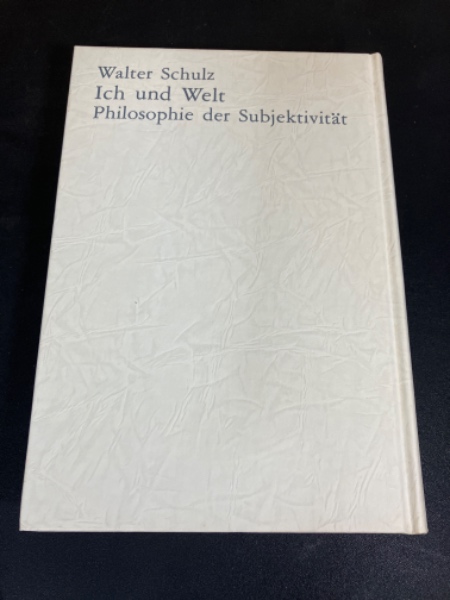 Walter Schulz
Ich und Welt
Philosophie der Subjektivität